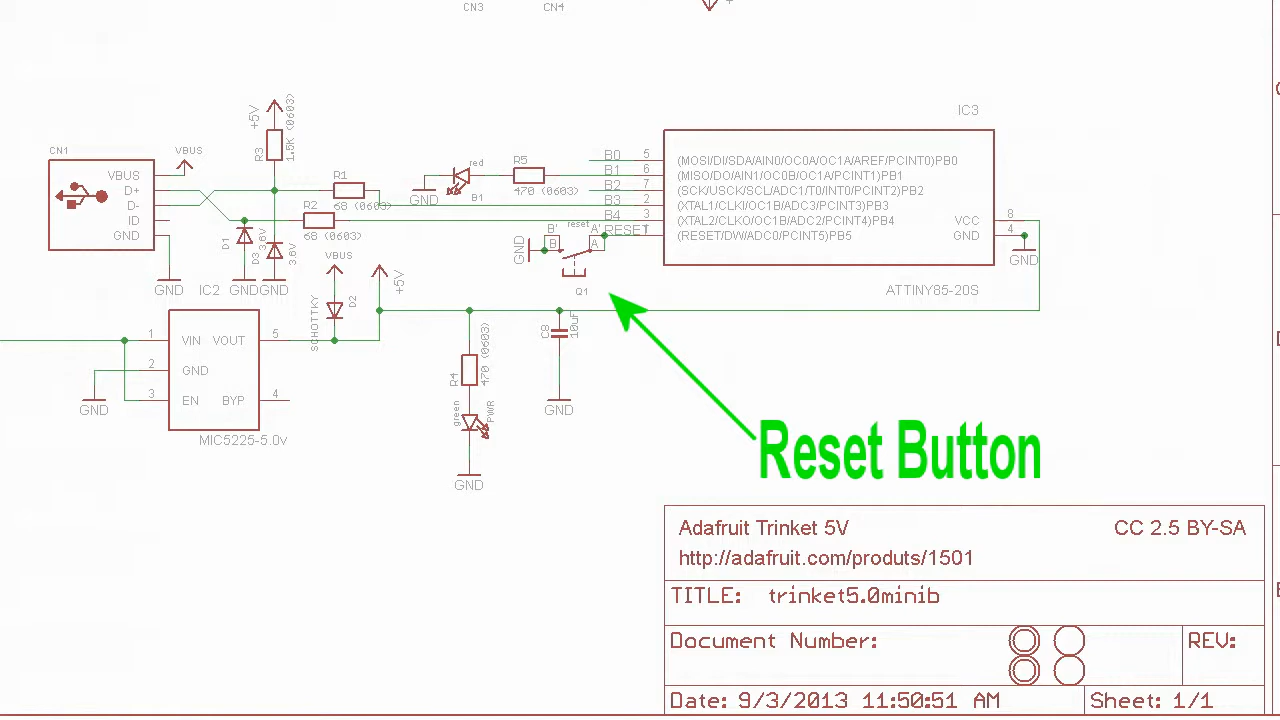 CN3 CN4
+
IC3
+5V
1.5K (0603)
R3
CN1
VBUS
VBUS
D+
D-
ID
GND
R1
68 (0603)
R2
68 (0603)
GND
red
B1
R5
470 (0603)
B0 5 (MOSI/DI/SDA/AIN0/OC0A/OC1A/AREF/PCINT0)PB0
B1 6 (MISO/DO/AIN1/OC0B/OC1A/PCINT1)PB1
B2 7 (SCK/USCK/SCL/ADC1/T0/INT0/PCINT2)PB2
B3 2 (XTAL1/CLKI/OC1B/ADC3/PCINT3)PB3
B4 3 (XTAL2/CLKO/OC1B/ADC2/PCINT4)PB4
RESET 1 (RESET/DW/ADC0/PCINT5)PB5
VCC 8
GND 4
GND
ATTINY85-20S
reset
B' A'
B A
GND
Q1
D1
D3
3.6V
3.6V
GND
GND GND
VBUS
+5V
SCHOTTKY
D2
IC2
1 VIN VOUT 5
2 GND
3 EN BYP 4
GND
MIC5225-5.0V
R4
470 (0603)
green
PWR
GND
C8
10uF
GND
Reset Button
Adafruit Trinket 5V CC 2.5 BY-SA
http://adafruit.com/produts/1501
TITLE: trinket5.0minib
Document Number:
REV:
Date: 9/3/2013 11:50:51 AM Sheet: 1/1